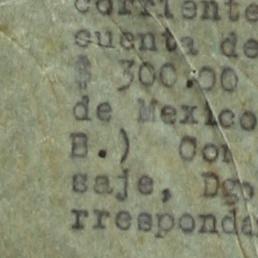 corriente
cuenta de
$ 300.00
de Mexico
B.) Con
saje, Dgo
rresponda